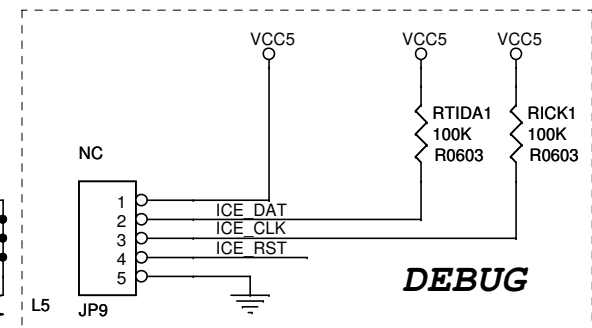 VCC5 VCC5 VCC5
RTIDA1 RICK1
100K 100K
R0603 R0603
NC
1
2 ICE_DAT
3 ICE_CLK
4 ICE_RST
5
DEBUG
L5 JP9